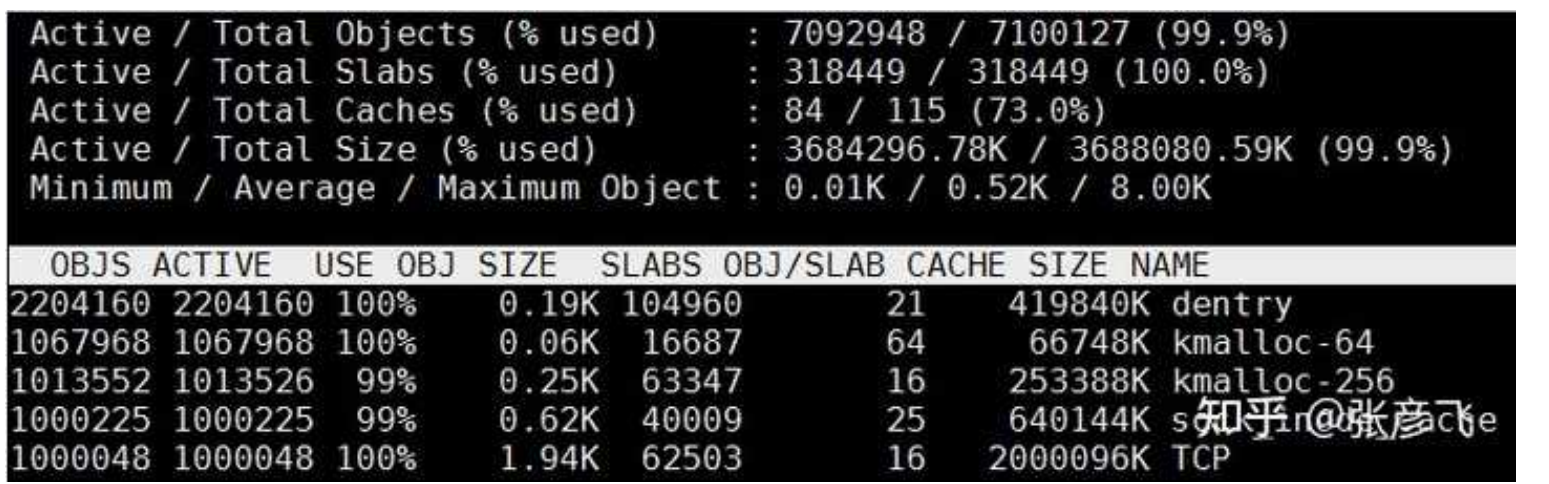 Active / Total Objects (% used) : 7092948 / 7100127 (99.9%)
Active / Total Slabs (% used) : 318449 / 318449 (100.0%)
Active / Total Caches (% used) : 84 / 115 (73.0%)
Active / Total Size (% used) : 3684296.78K / 3688080.59K (99.9%)
Minimum / Average / Maximum Object : 0.01K / 0.52K / 8.00K
OBJS ACTIVE USE OBJ SIZE SLABS OBJ/SLAB CACHE SIZE NAME
2204160 2204160 100% 0.19K 104960 21 419840K dentry
1067968 1067968 100% 0.06K 16687 64 66748K kmalloc-64
1013552 1013526 99% 0.25K 63347 16 253388K kmalloc-256
1000225 1000225 99% 0.62K 40009 25 640144K
知乎 @张彦飞
1000048 1000048 100% 1.94K 62503 16 2000096K TCP